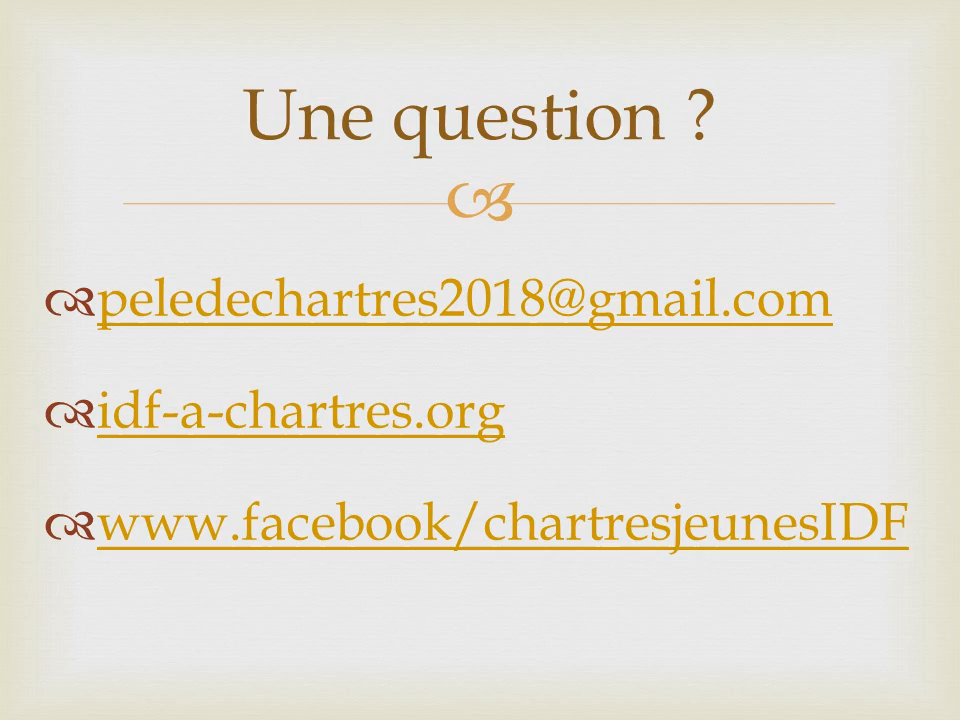 Une question ?
peledechartres2018@gmail.com
idf-a-chartres.org
www.facebook/chartresjeunesIDF